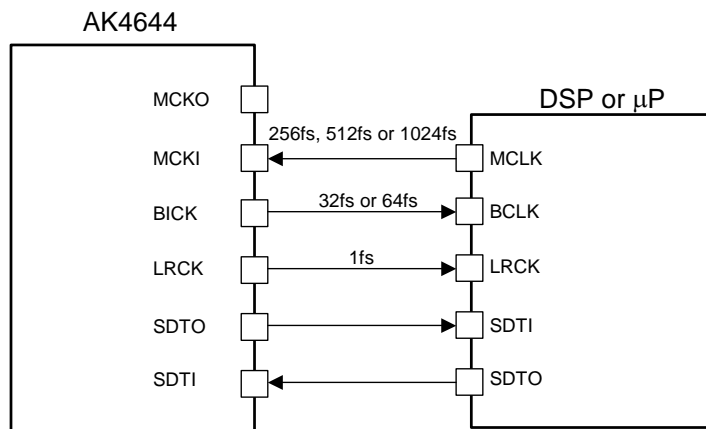 AK4644
DSP or μP
MCKO
256fs, 512fs or 1024fs
MCKI
MCLK
32fs or 64fs
BICK
BCLK
1fs
LRCK
LRCK
SDTO
SDTI
SDTI
SDTO